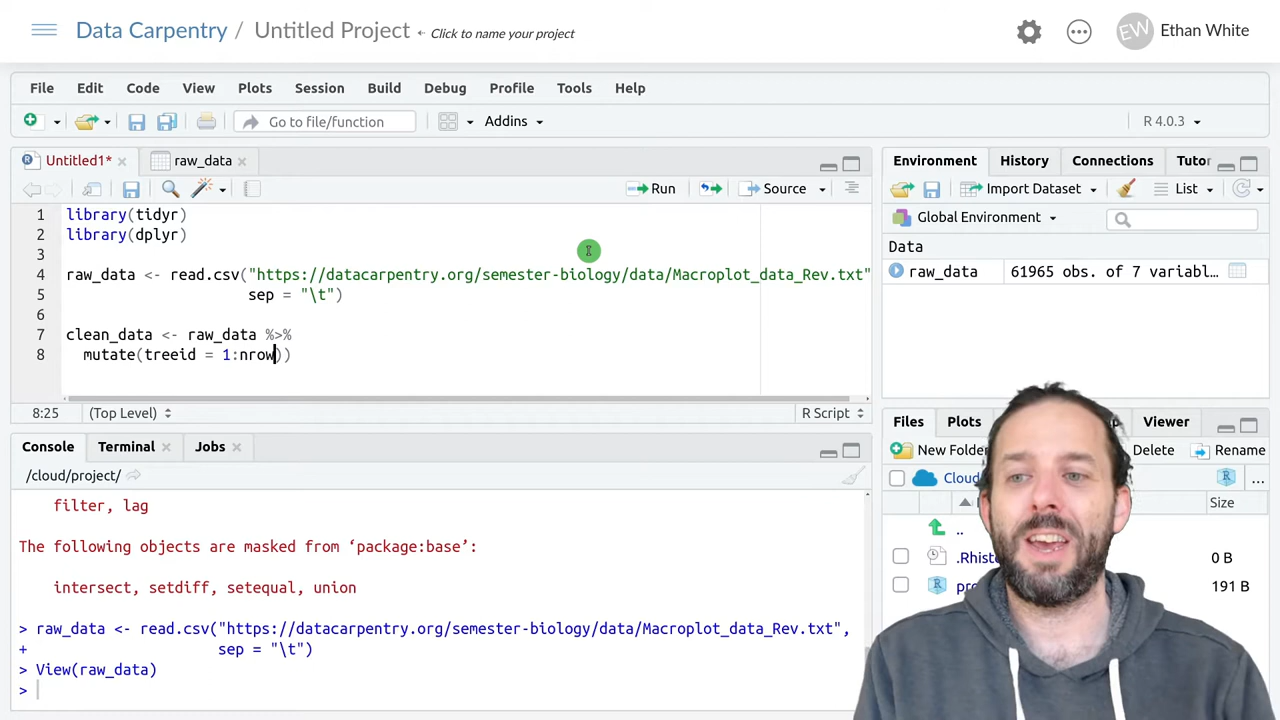 Data Carpentry / Untitled Project ← Click to name your project EW Ethan White
File Edit Code View Plots Session Build Debug Profile Tools Help
Go to file/function Addins R 4.0.3
Untitled1* raw_data
Run Source
1 library(tidyr)
2 library(dplyr)
3
4 raw_data <- read.csv("https://datacarpentry.org/semester-biology/data/Macroplot_data_Rev.txt"
5 sep = "\t")
6
7 clean_data <- raw_data %>%
8 mutate(treeid = 1:nrow))
8:25 (Top Level) R Script
Console Terminal Jobs
/cloud/project/
filter, lag
The following objects are masked from ‘package:base’:
intersect, setdiff, setequal, union
> raw_data <- read.csv("https://datacarpentry.org/semester-biology/data/Macroplot_data_Rev.txt",
+ sep = "\t")
> View(raw_data)
>
Environment History Connections Tutor
Import Dataset List
Global Environment
Data
raw_data 61965 obs. of 7 variabl…
Files Plots Viewer
New Folder Delete Rename
Cloud ...
Size
..
.Rhist 0 B
pro 191 B